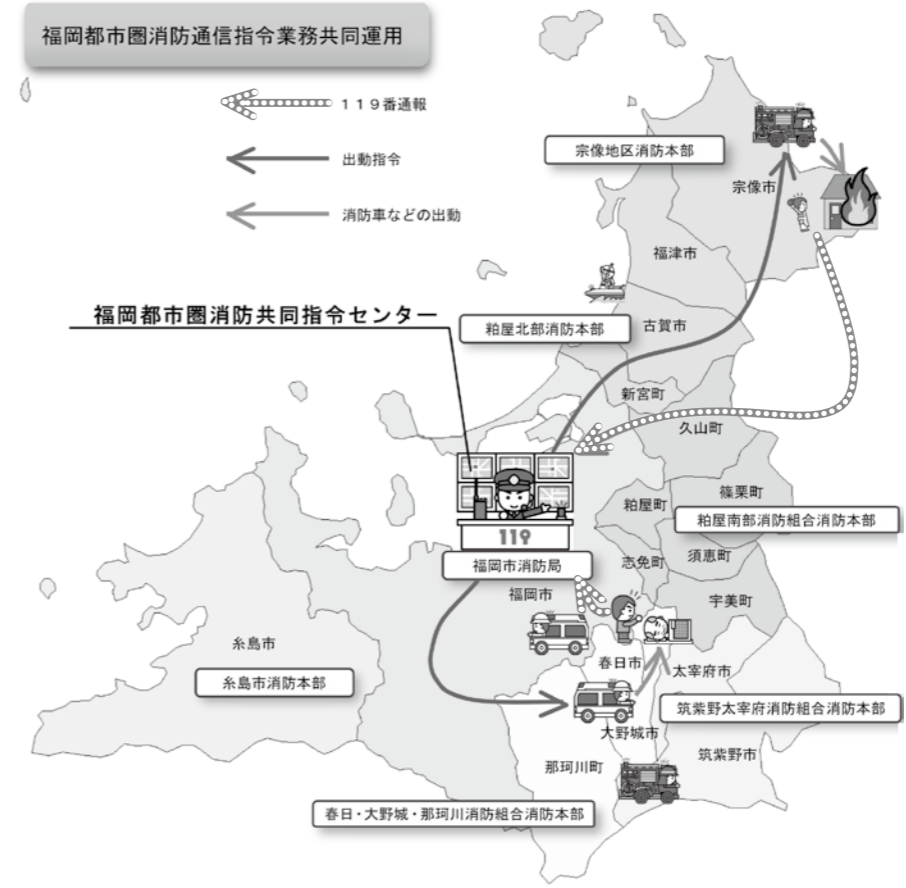 福岡都市圏消防通信指令業務共同運用
119番通報
出動指令
消防車などの出動
宗像地区消防本部
宗像市
福津市
福岡都市圏消防共同指令センター
粕屋北部消防本部
古賀市
新宮町
久山町
篠栗町
粕屋町
粕屋南部消防組合消防本部
119
志免町
須恵町
福岡市消防局
福岡市
宇美町
糸島市
春日市
太宰府市
糸島市消防本部
筑紫野太宰府消防組合消防本部
大野城市
筑紫野市
那珂川町
春日・大野城・那珂川消防組合消防本部